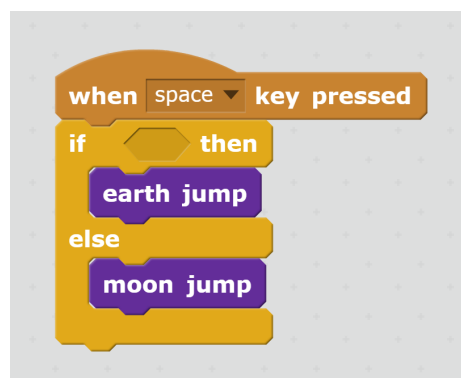 when space key pressed
if then
earth jump
else
moon jump